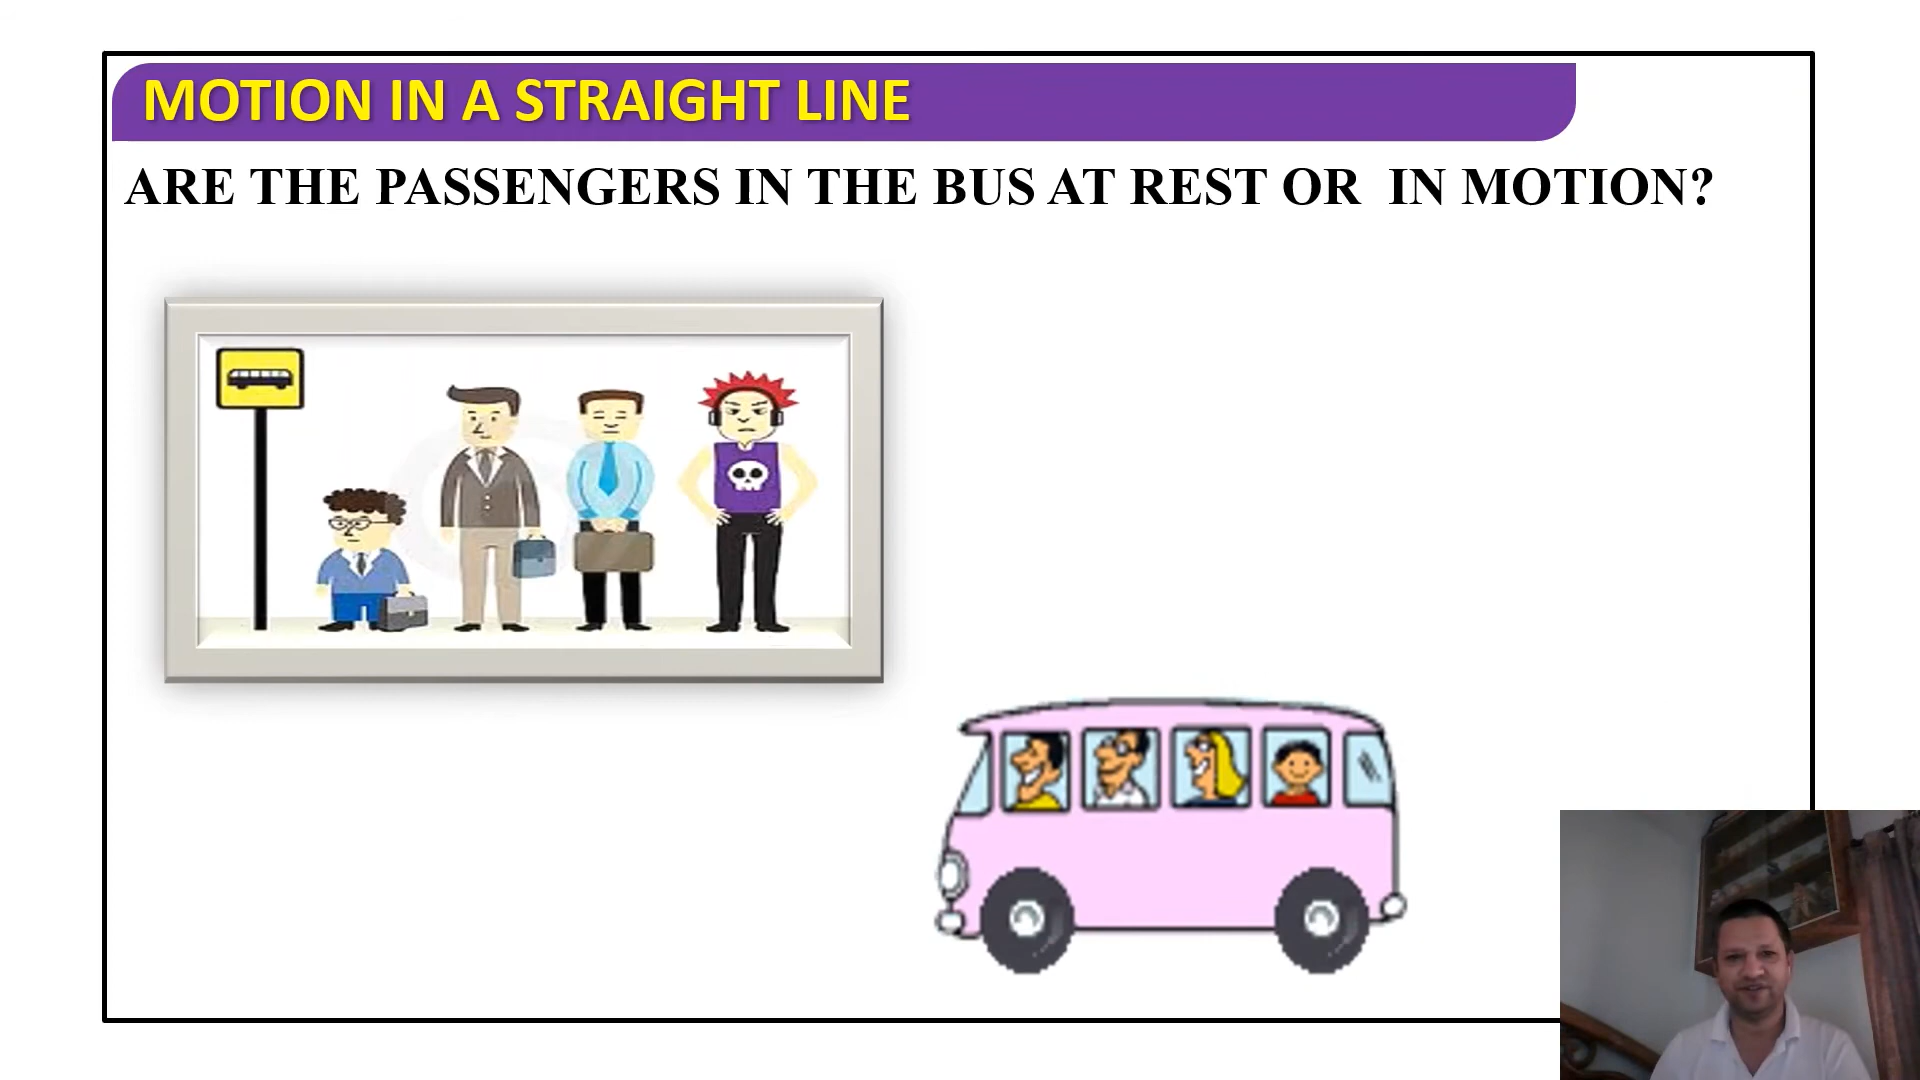 MOTION IN A STRAIGHT LINE
ARE THE PASSENGERS IN THE BUS AT REST OR IN MOTION?